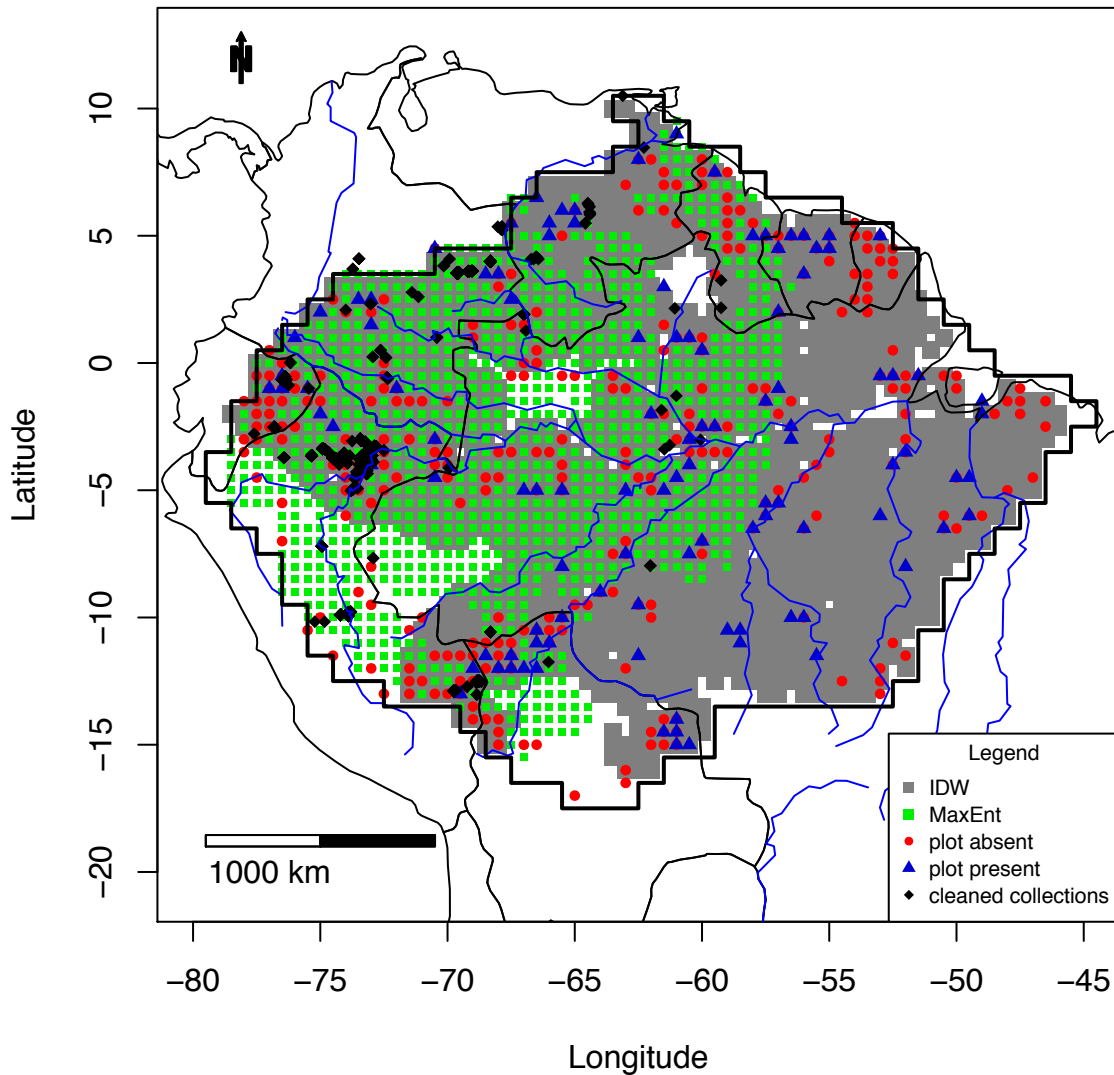 N
10
5
0
−5
−10
−15
−20
Latitude
1000 km
Legend
IDW
MaxEnt
plot absent
plot present
cleaned collections
−80 −75 −70 −65 −60 −55 −50 −45
Longitude